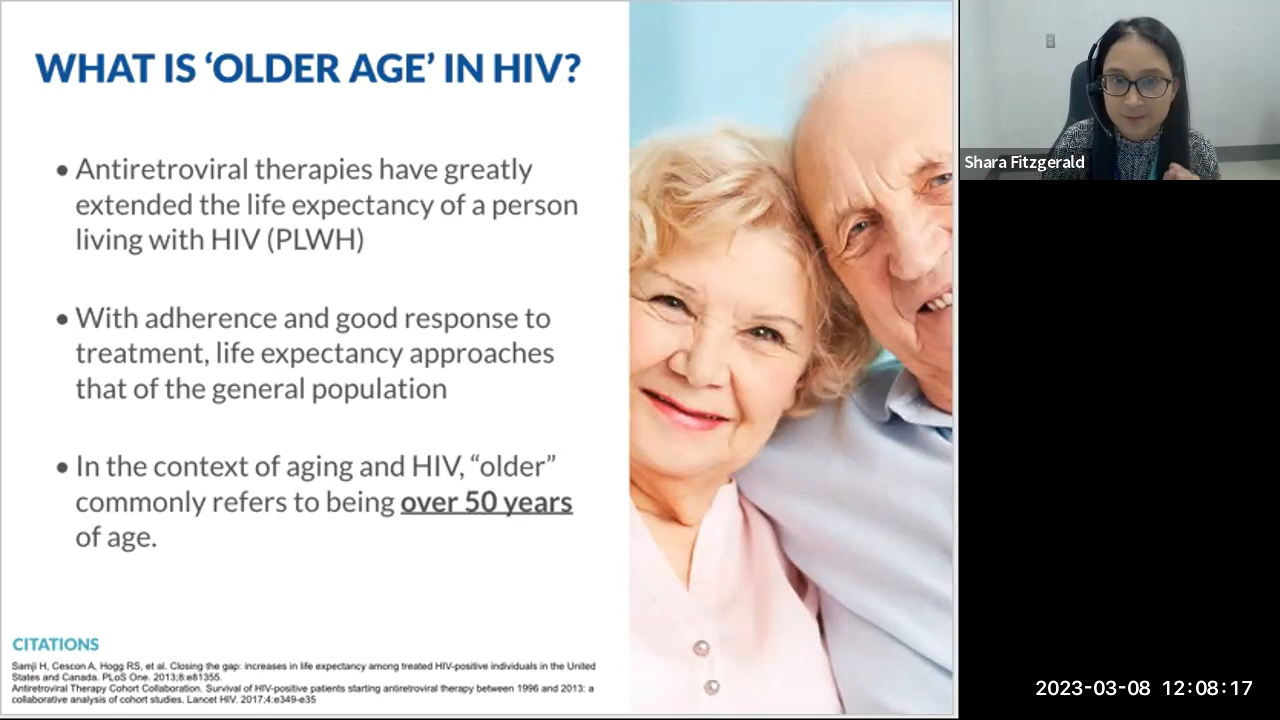 WHAT IS ‘OLDER AGE’ IN HIV?
• Antiretroviral therapies have greatly
extended the life expectancy of a person
living with HIV (PLWH)
• With adherence and good response to
treatment, life expectancy approaches
that of the general population
• In the context of aging and HIV, “older”
commonly refers to being over 50 years
of age.
CITATIONS
Samji H, Cescon A, Hogg RS, et al. Closing the gap: increases in life expectancy among treated HIV-positive individuals in the United
States and Canada. PLoS One. 2013;8:e81355.
Antiretroviral Therapy Cohort Collaboration. Survival of HIV-positive patients starting antiretroviral therapy between 1996 and 2013: a
collaborative analysis of cohort studies. Lancet HIV. 2017;4:e349-e35
Shara Fitzgerald
2023-03-08 12:08:17